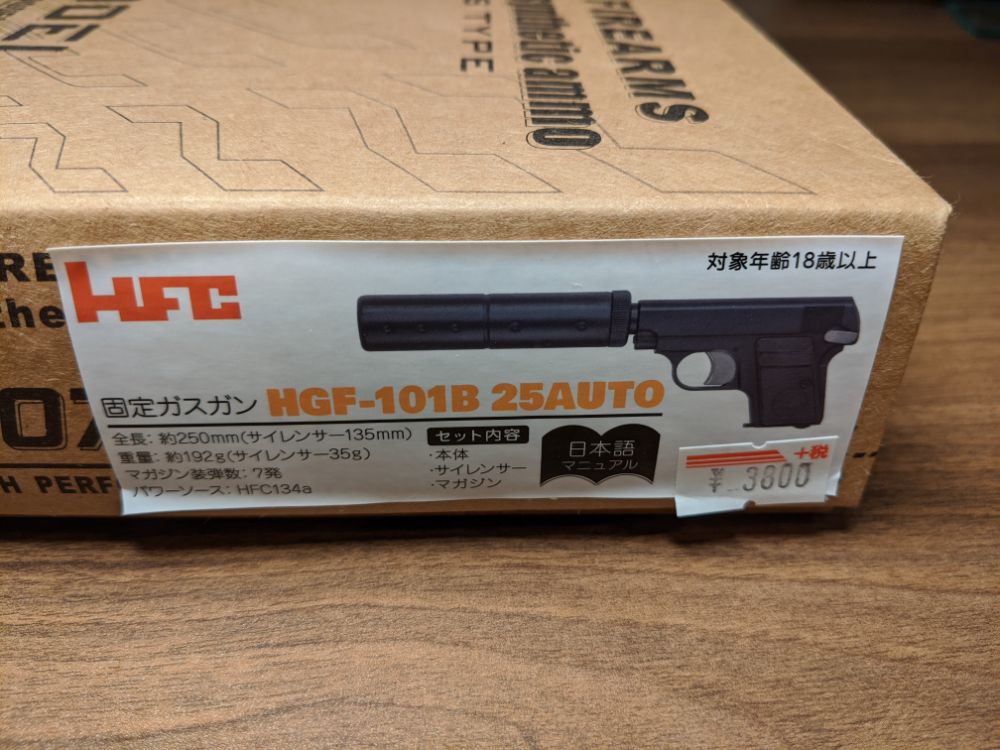 FIREARMS
ammo
TYPE
HFC
対象年齢18歳以上
固定ガスガン HGF-101B 25AUTO
全長: 約250mm(サイレンサー135mm)
重量: 約192g(サイレンサー35g)
マガジン装弾数: 7発
パワーソース: HFC134a
セット内容
・本体
・サイレンサー
・マガジン
日本語
マニュアル
+税
¥ 3800